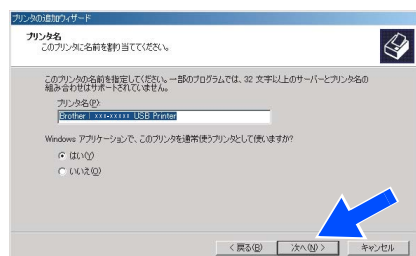 プリンタの追加ウィザード
プリンタ名
このプリンタに名前を割り当ててください。
このプリンタの名前を指定してください。一部のプログラムでは、32 文字以上のサーバーとプリンタ名の
組み合わせはサポートされていません。
プリンタ名(P):
Brother xxx-xxxxx USB Printer
Windows アプリケーションで、このプリンタを通常使うプリンタとして使いますか?
はい(Y)
いいえ(O)
< 戻る(B)
次へ(N) >
キャンセル